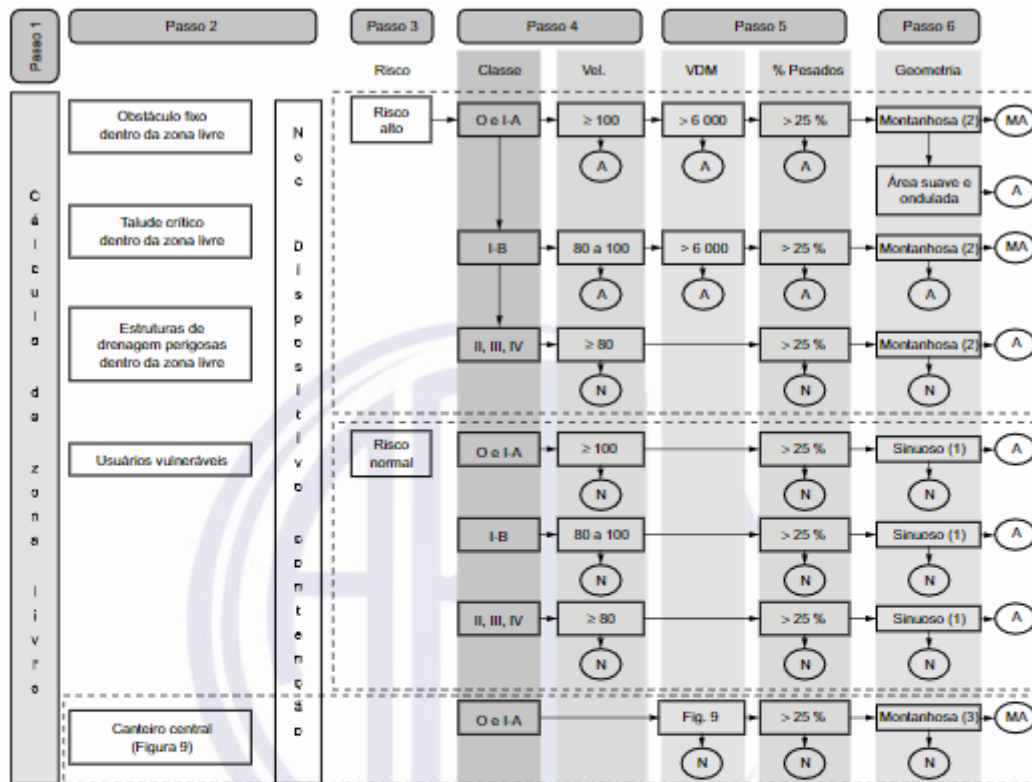 Passo 1
Passo 2
Passo 3
Passo 4
Passo 5
Passo 6
Risco
Classe
Vel.
VDM
% Pesados
Geometria
Cálculo da zona livre
Obstáculo fixo
dentro da zona livre
Talude crítico
dentro da zona livre
Estruturas de
drenagem perigosas
dentro da zona livre
Usuários vulneráveis
Canteiro central
(Figura 9)
Dispositivo
Risco
alto
O e I-A
≥ 100
> 6 000
> 25 %
Montanhosa (2)
MA
A
A
A
Área suave e
ondulada
A
I-B
80 a 100
> 6 000
> 25 %
Montanhosa (2)
MA
A
A
A
A
II, III, IV
≥ 80
> 25 %
Montanhosa (2)
A
N
N
N
Risco
normal
O e I-A
≥ 100
> 25 %
Sinuoso (1)
A
N
N
N
I-B
80 a 100
> 25 %
Sinuoso (1)
A
N
N
N
II, III, IV
≥ 80
> 25 %
Sinuoso (1)
A
N
N
N
O e I-A
Fig. 9
> 25 %
Montanhosa (3)
MA
N
N
N